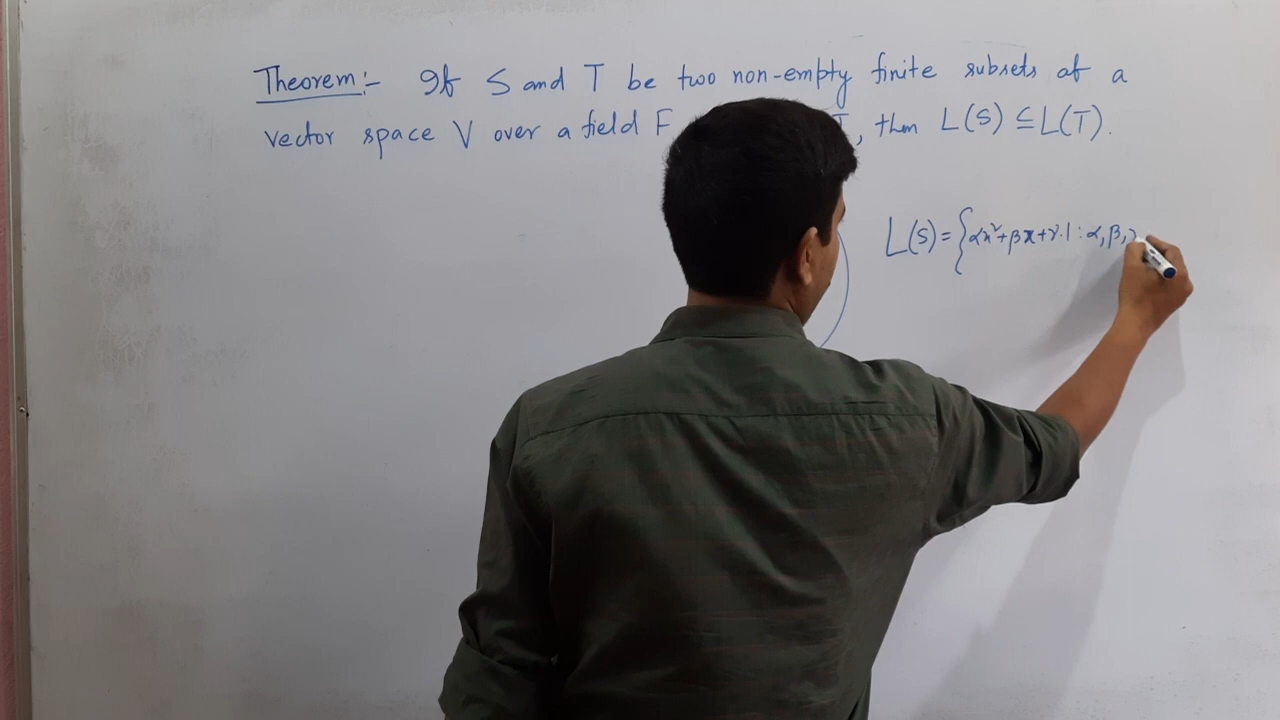 Theorem:- If S and T be two non-empty finite subsets of a
vector space V over a field F T, then L(S) ⊆ L(T).
L(S) = { αx²+βx+γ.1 : α, β,